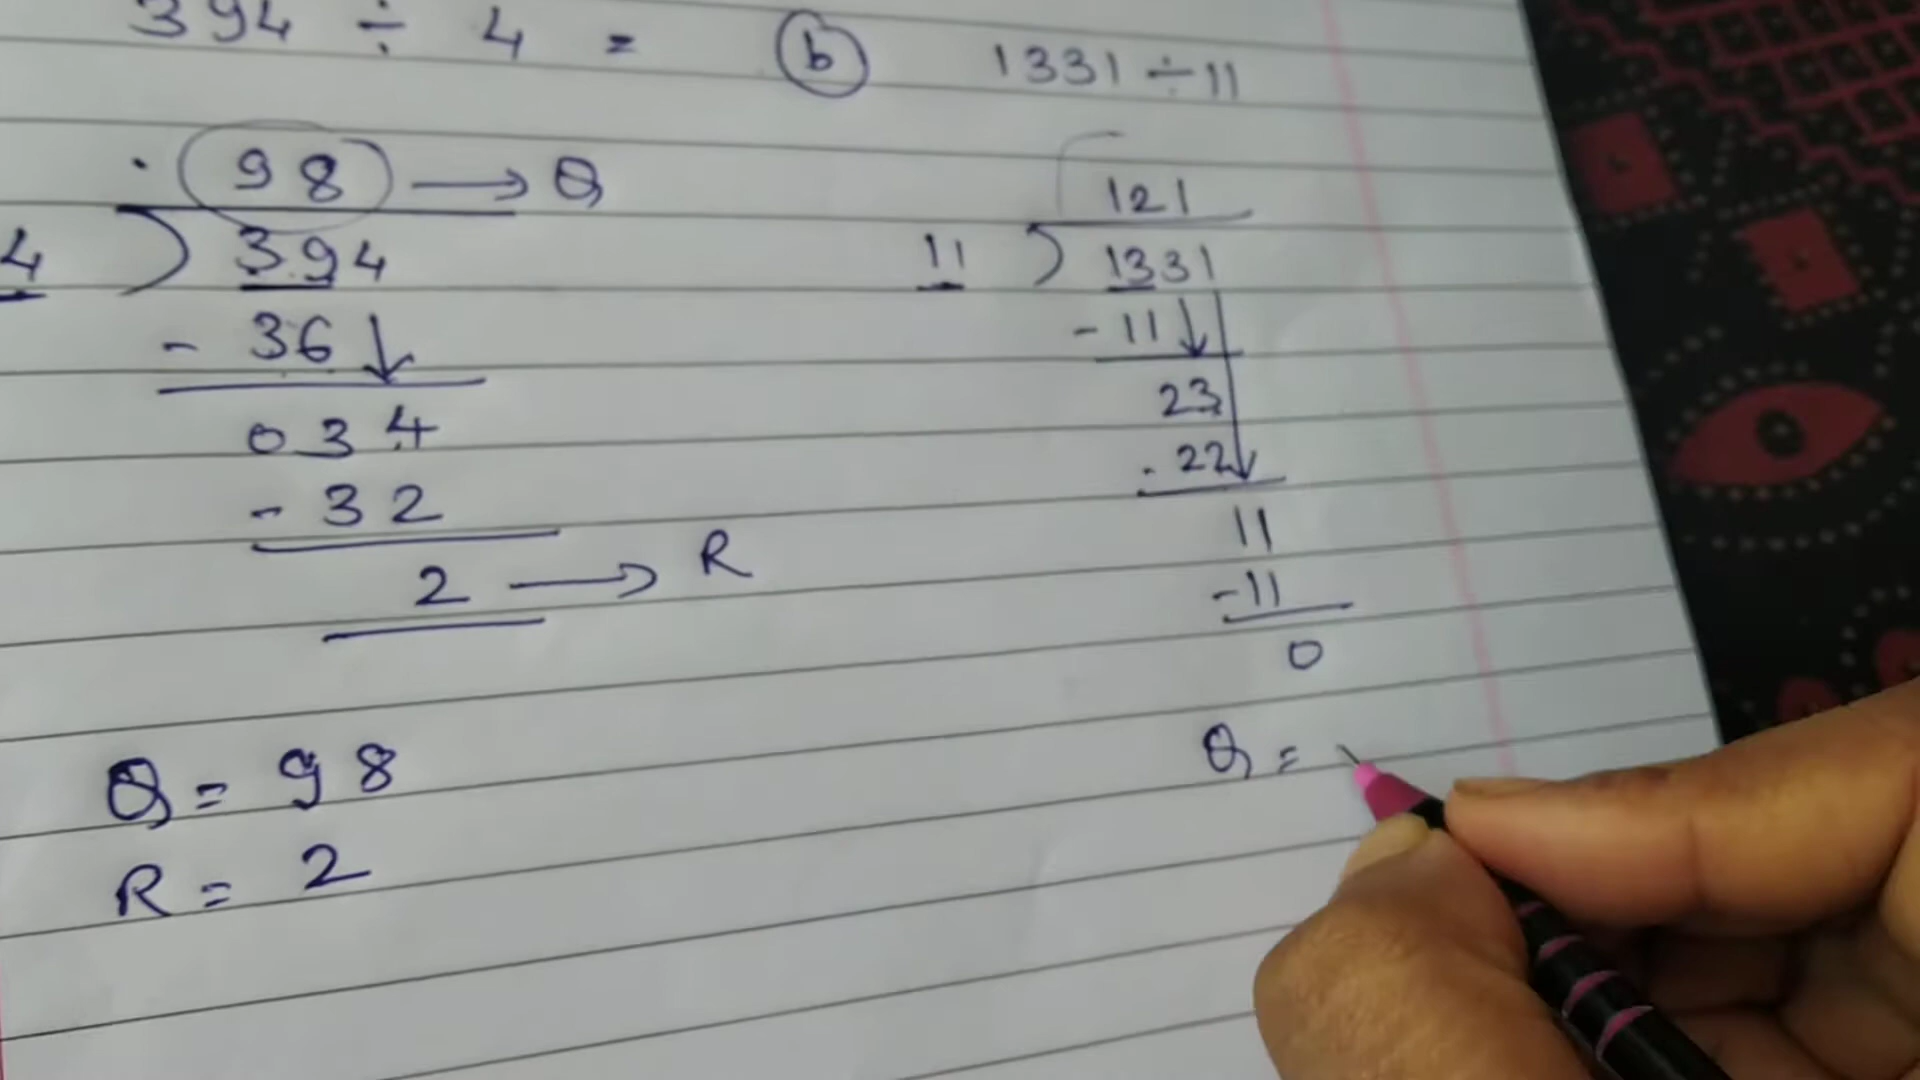 394 ÷ 4 =
98 → Q
4 ) 394
- 36 ↓
034
- 32
2 → R
Q = 98
R = 2
b 1331 ÷ 11
121
11 ) 1331
- 11 ↓
23
- 22 ↓
11
- 11
0
Q =